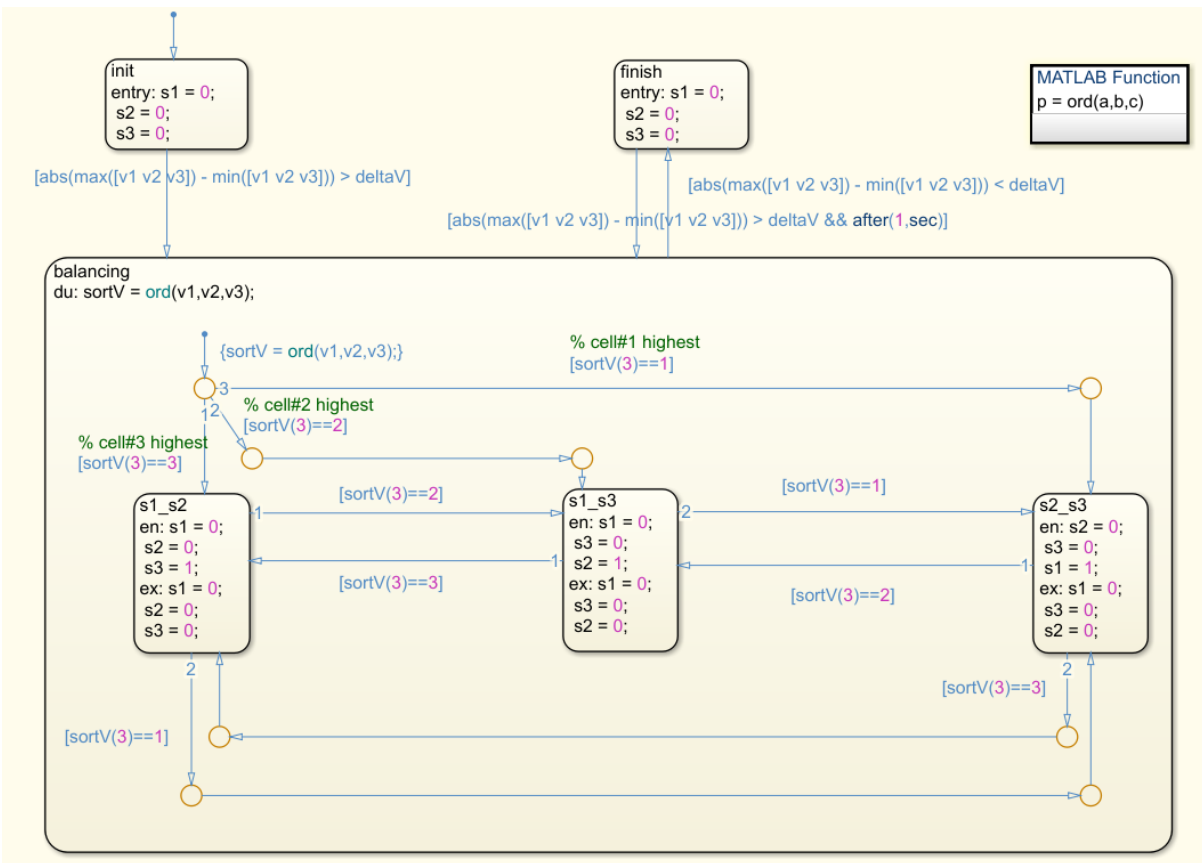 init
entry: s1 = 0;
s2 = 0;
s3 = 0;
finish
entry: s1 = 0;
s2 = 0;
s3 = 0;
MATLAB Function
p = ord(a,b,c)
[abs(max([v1 v2 v3]) - min([v1 v2 v3])) > deltaV]
[abs(max([v1 v2 v3]) - min([v1 v2 v3])) < deltaV]
[abs(max([v1 v2 v3]) - min([v1 v2 v3])) > deltaV && after(1,sec)]
balancing
du: sortV = ord(v1,v2,v3);
{sortV = ord(v1,v2,v3);}
% cell#1 highest
[sortV(3)==1]
3
1
2
% cell#2 highest
[sortV(3)==2]
% cell#3 highest
[sortV(3)==3]
s1_s2
en: s1 = 0;
s2 = 0;
s3 = 1;
ex: s1 = 0;
s2 = 0;
s3 = 0;
1
[sortV(3)==2]
1
[sortV(3)==3]
s1_s3
en: s1 = 0;
s3 = 0;
s2 = 1;
ex: s1 = 0;
s3 = 0;
s2 = 0;
2
[sortV(3)==1]
1
[sortV(3)==2]
s2_s3
en: s2 = 0;
s3 = 0;
s1 = 1;
ex: s1 = 0;
s3 = 0;
s2 = 0;
2
[sortV(3)==1]
2
[sortV(3)==3]